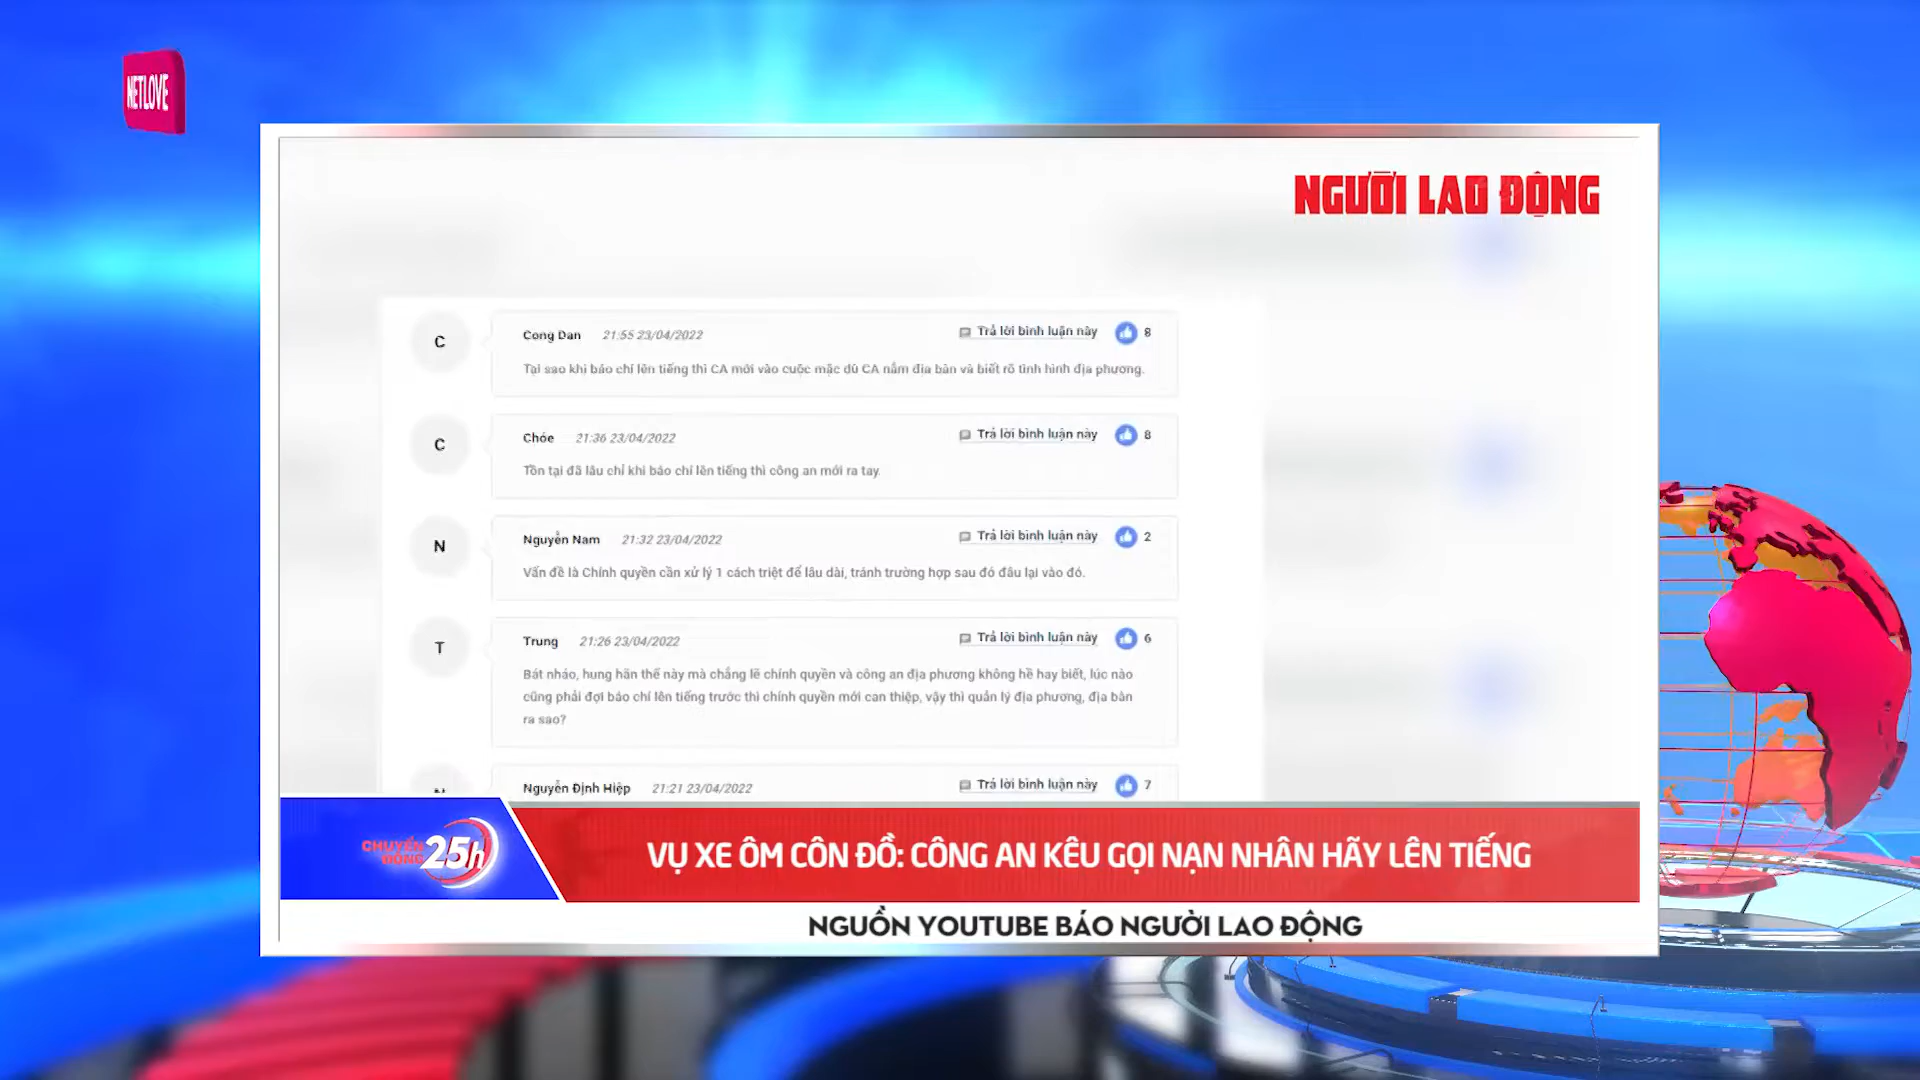 NETLOVE
NGƯỜI LAO ĐỘNG
C
Cong Dan 21:55 23/04/2022 Trả lời bình luận này 8
Tại sao khi báo chí lên tiếng thì CA mới vào cuộc mặc dù CA nắm địa bàn và biết rõ tình hình địa phương.
C
Chóe 21:36 23/04/2022 Trả lời bình luận này 8
Tồn tại đã lâu chỉ khi báo chí lên tiếng thì công an mới ra tay.
N
Nguyễn Nam 21:32 23/04/2022 Trả lời bình luận này 2
Vấn đề là Chính quyền cần xử lý 1 cách triệt để lâu dài, tránh trường hợp sau đó đâu lại vào đó.
T
Trung 21:26 23/04/2022 Trả lời bình luận này 6
Bát nháo, hung hãn thế này mà chẳng lẽ chính quyền và công an địa phương không hề hay biết, lúc nào
cũng phải đợi báo chí lên tiếng trước thì chính quyền mới can thiệp, vậy thì quản lý địa phương, địa bàn
ra sao?
Nguyễn Định Hiệp 21:21 23/04/2022 Trả lời bình luận này 7
CHUYỂN
ĐỘNG 25h
VỤ XE ÔM CÔN ĐỒ: CÔNG AN KÊU GỌI NẠN NHÂN HÃY LÊN TIẾNG
NGUỒN YOUTUBE BÁO NGƯỜI LAO ĐỘNG